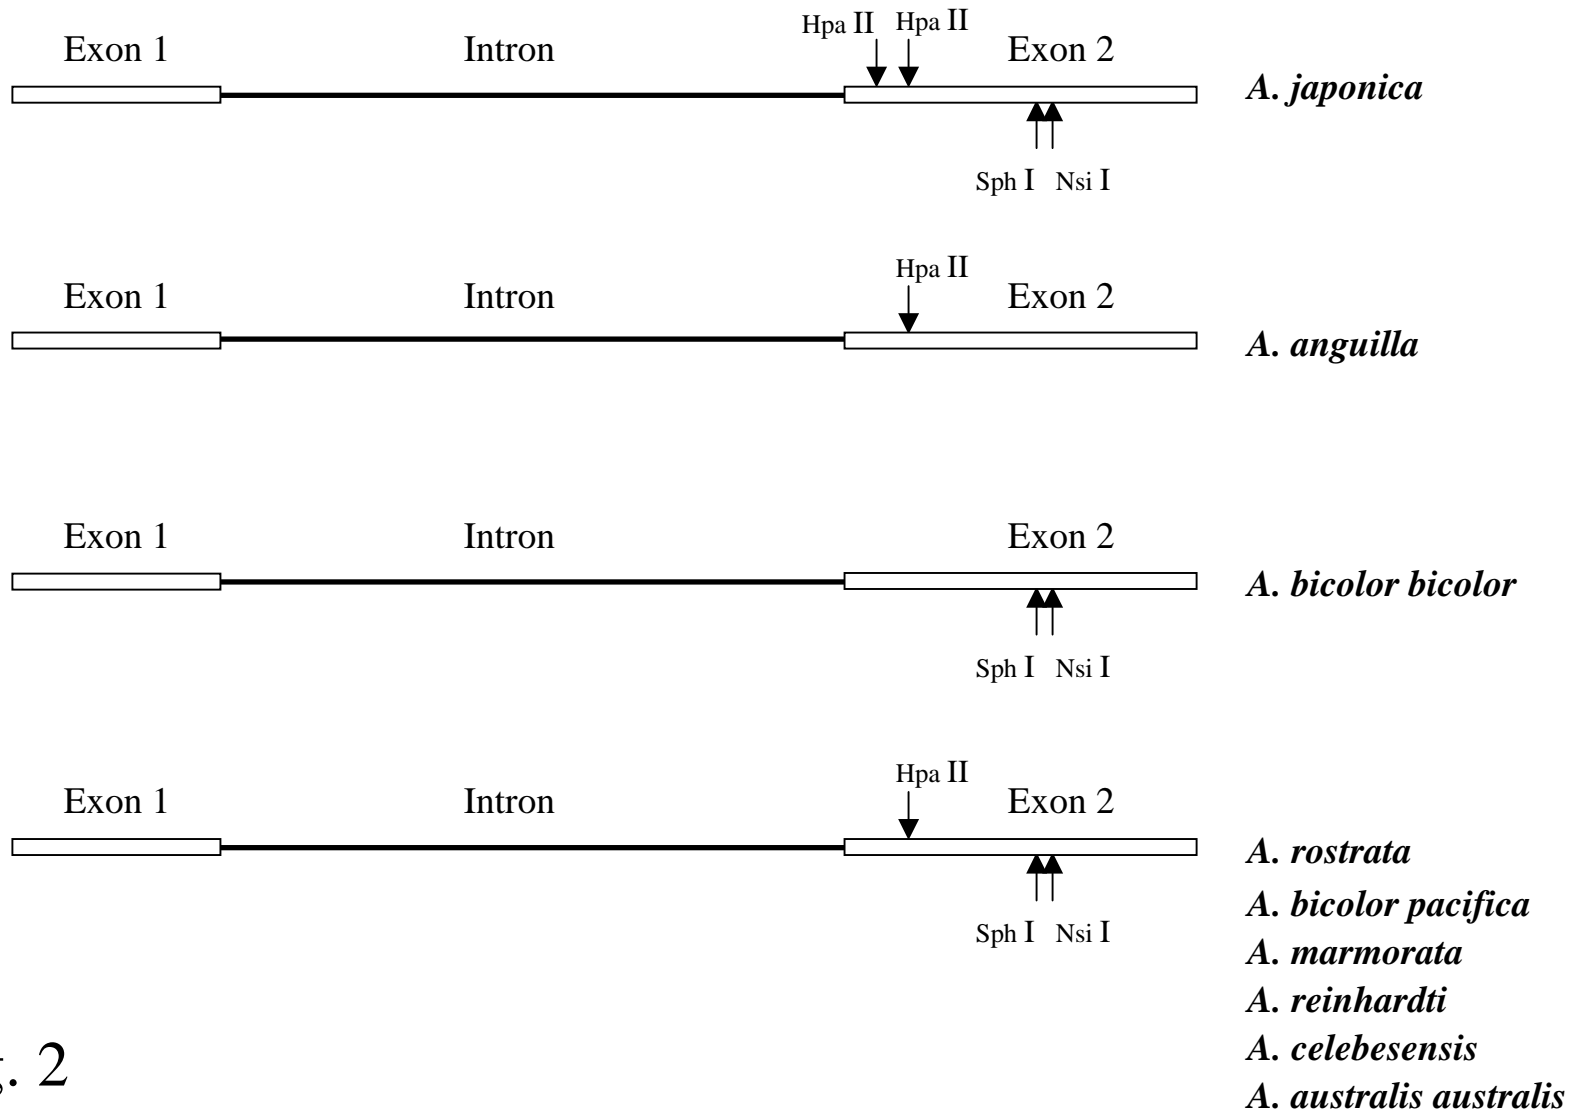 Hpa II Hpa II
Exon 1 Intron Exon 2
A. japonica
Sph I Nsi I
Hpa II
Exon 1 Intron Exon 2
A. anguilla
Exon 1 Intron Exon 2
A. bicolor bicolor
Sph I Nsi I
Hpa II
Exon 1 Intron Exon 2
A. rostrata
A. bicolor pacifica
Sph I Nsi I
A. marmorata
A. reinhardti
A. celebesensis
g. 2
A. australis australis